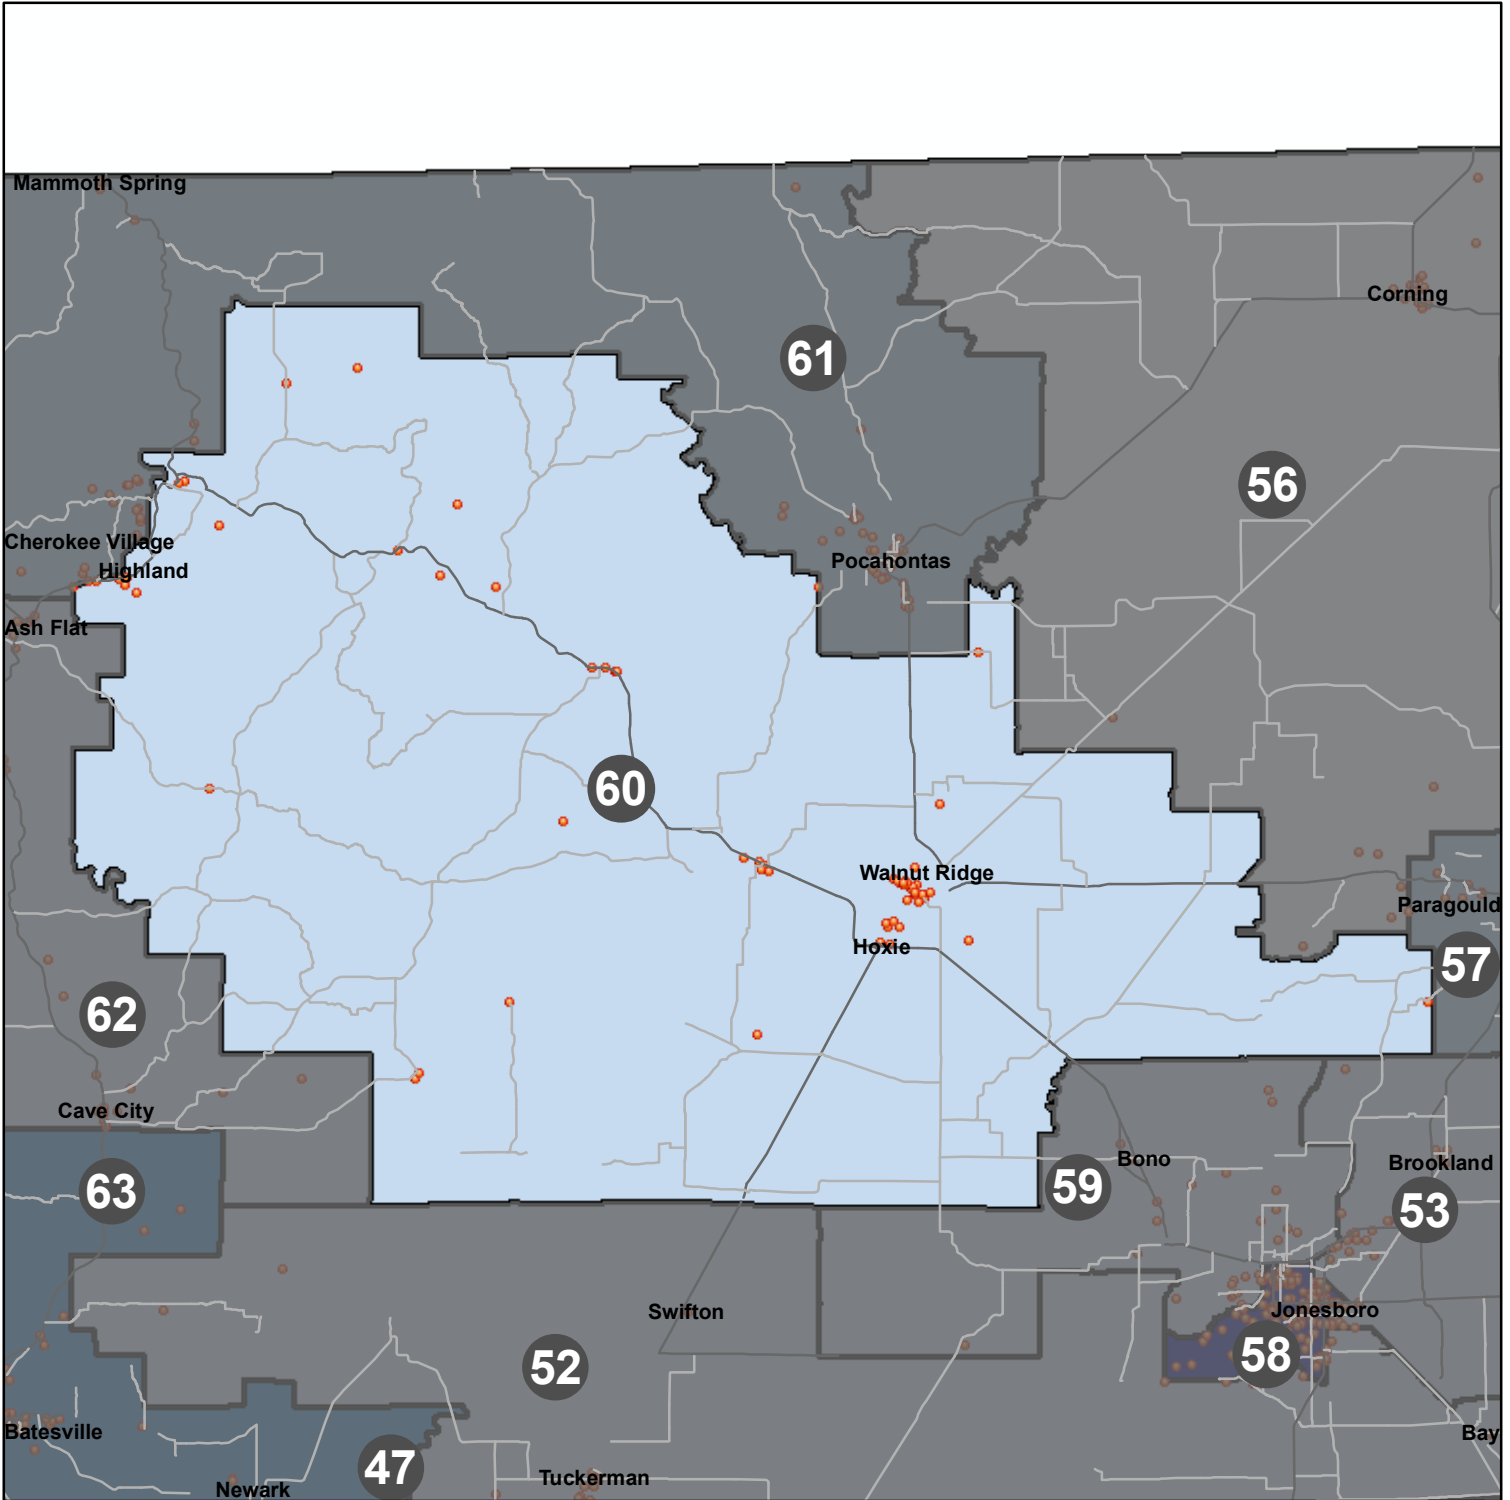 Mammoth Spring
Corning
61
56
Cherokee Village
Pocahontas
Highland
Ash Flat
60
Walnut Ridge
Paragould
Hoxie
57
62
Cave City
Bono
Brookland
63
59
53
Swifton
Jonesboro
52
58
Batesville
Bay
47
Tuckerman
Newark